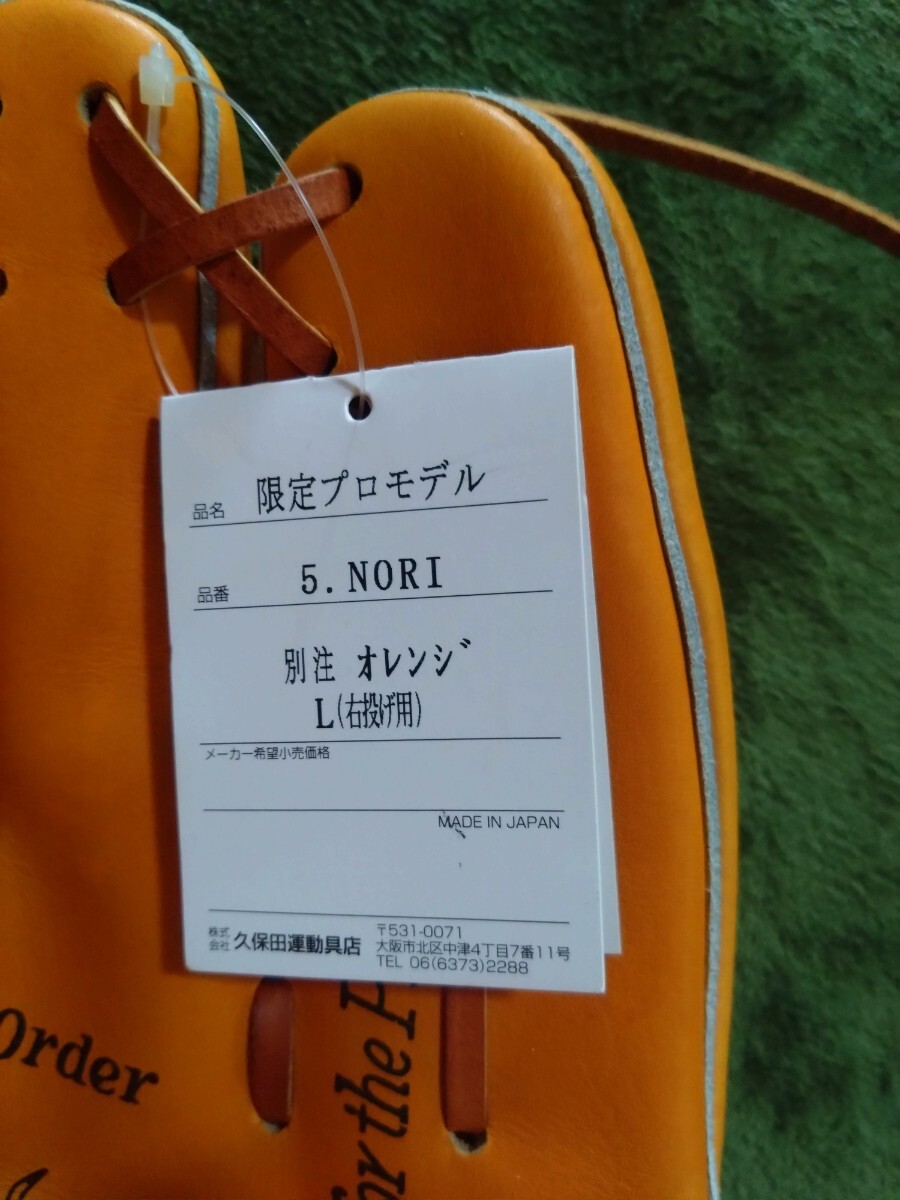 品名 限定プロモデル
品番 5.NORI
別注 オレンジ
L(右投げ用)
メーカー希望小売価格
MADE IN JAPAN
株式会社 久保田運動具店
〒531-0071
大阪市北区中津4丁目7番11号
TEL 06(6373)2288
Order
for the P